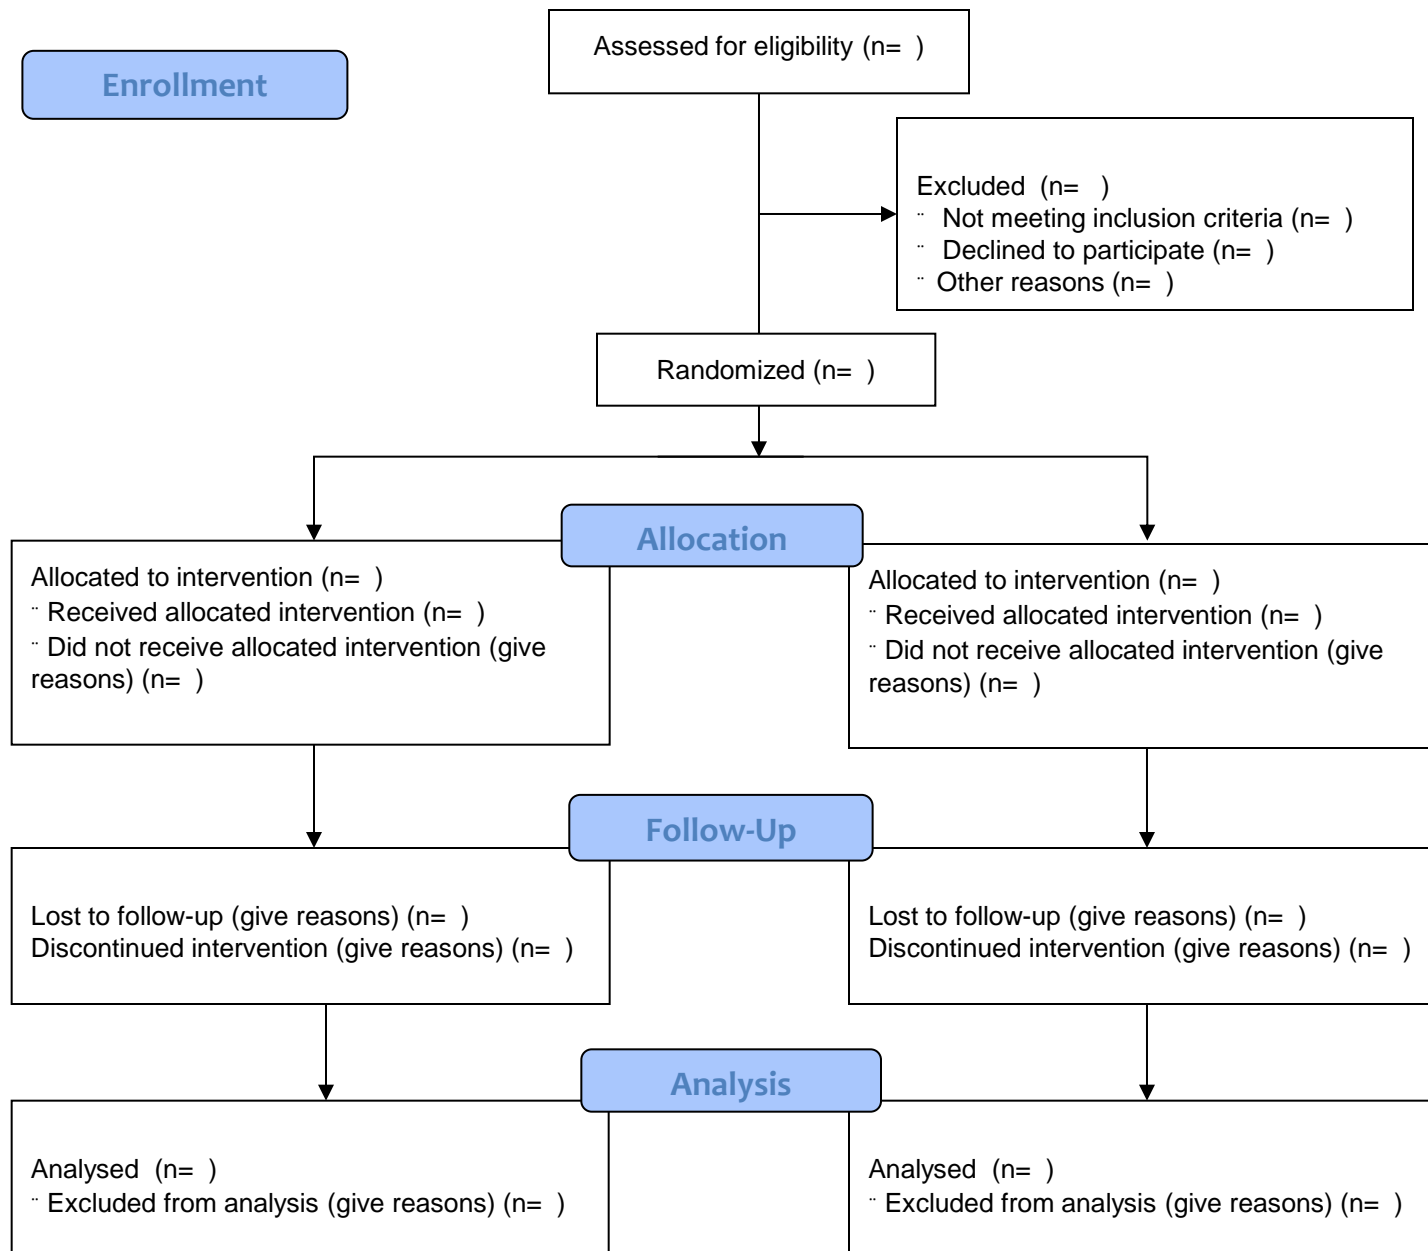 Assessed for eligibility (n=  )
Enrollment
Excluded  (n=   )
¨  Not meeting inclusion criteria (n=  )
¨  Declined to participate (n=  )
¨ Other reasons (n=  )
Randomized (n=  )
Allocation
Allocated to intervention (n=  )
¨ Received allocated intervention (n=  )
¨ Did not receive allocated intervention (give
reasons) (n=  )
Allocated to intervention (n=  )
¨ Received allocated intervention (n=  )
¨ Did not receive allocated intervention (give
reasons) (n=  )
Follow-Up
Lost to follow-up (give reasons) (n=  )
Discontinued intervention (give reasons) (n=  )
Lost to follow-up (give reasons) (n=  )
Discontinued intervention (give reasons) (n=  )
Analysis
Analysed  (n=  )
¨ Excluded from analysis (give reasons) (n=  )
Analysed  (n=  )
¨ Excluded from analysis (give reasons) (n=  )